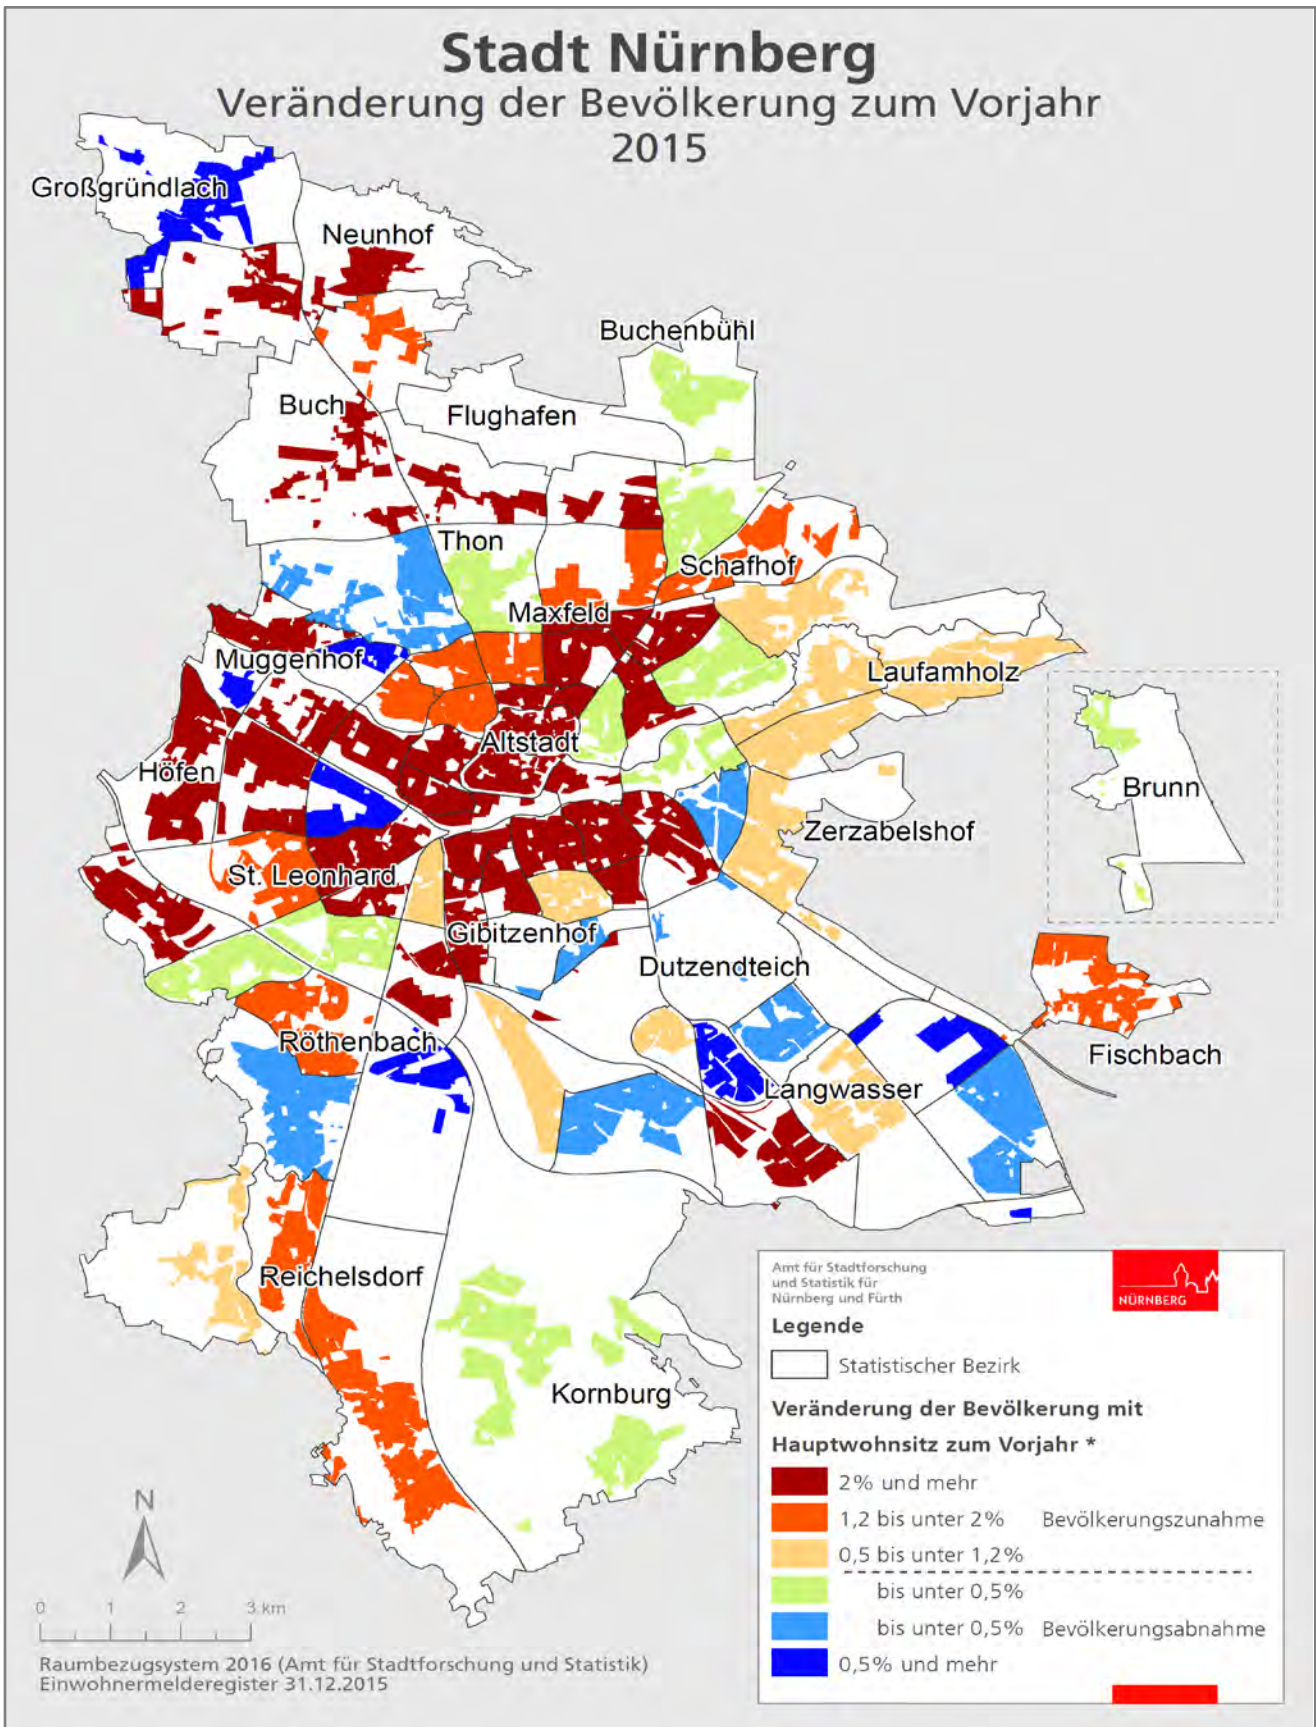 Stadt Nürnberg
Veränderung der Bevölkerung zum Vorjahr
2015
Großgründlach
Neunhof
Buchenbühl
Buch
Flughafen
Thon
Schafhof
Maxfeld
Muggenhof
Laufamholz
Altstadt
Höfen
Brunn
Zerzabelshof
St. Leonhard
Gibitzenhof
Dutzendteich
Röthenbach
Fischbach
Langwasser
Reichelsdorf
Kornburg
Amt für Stadtforschung
und Statistik für
Nürnberg und Fürth
NÜRNBERG
Legende
Statistischer Bezirk
Veränderung der Bevölkerung mit
Hauptwohnsitz zum Vorjahr *
2% und mehr
1,2 bis unter 2% Bevölkerungszunahme
0,5 bis unter 1,2%
bis unter 0,5%
bis unter 0,5% Bevölkerungsabnahme
0,5% und mehr
N
0 1 2 3 km
Raumbezugsystem 2016 (Amt für Stadtforschung und Statistik)
Einwohnermelderegister 31.12.2015